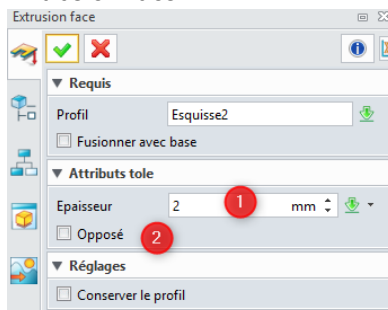 Extrusion face
Requis
Profil Esquisse2
Fusionner avec base
Attributs tole
Epaisseur 2 1 mm
Opposé 2
Réglages
Conserver le profil